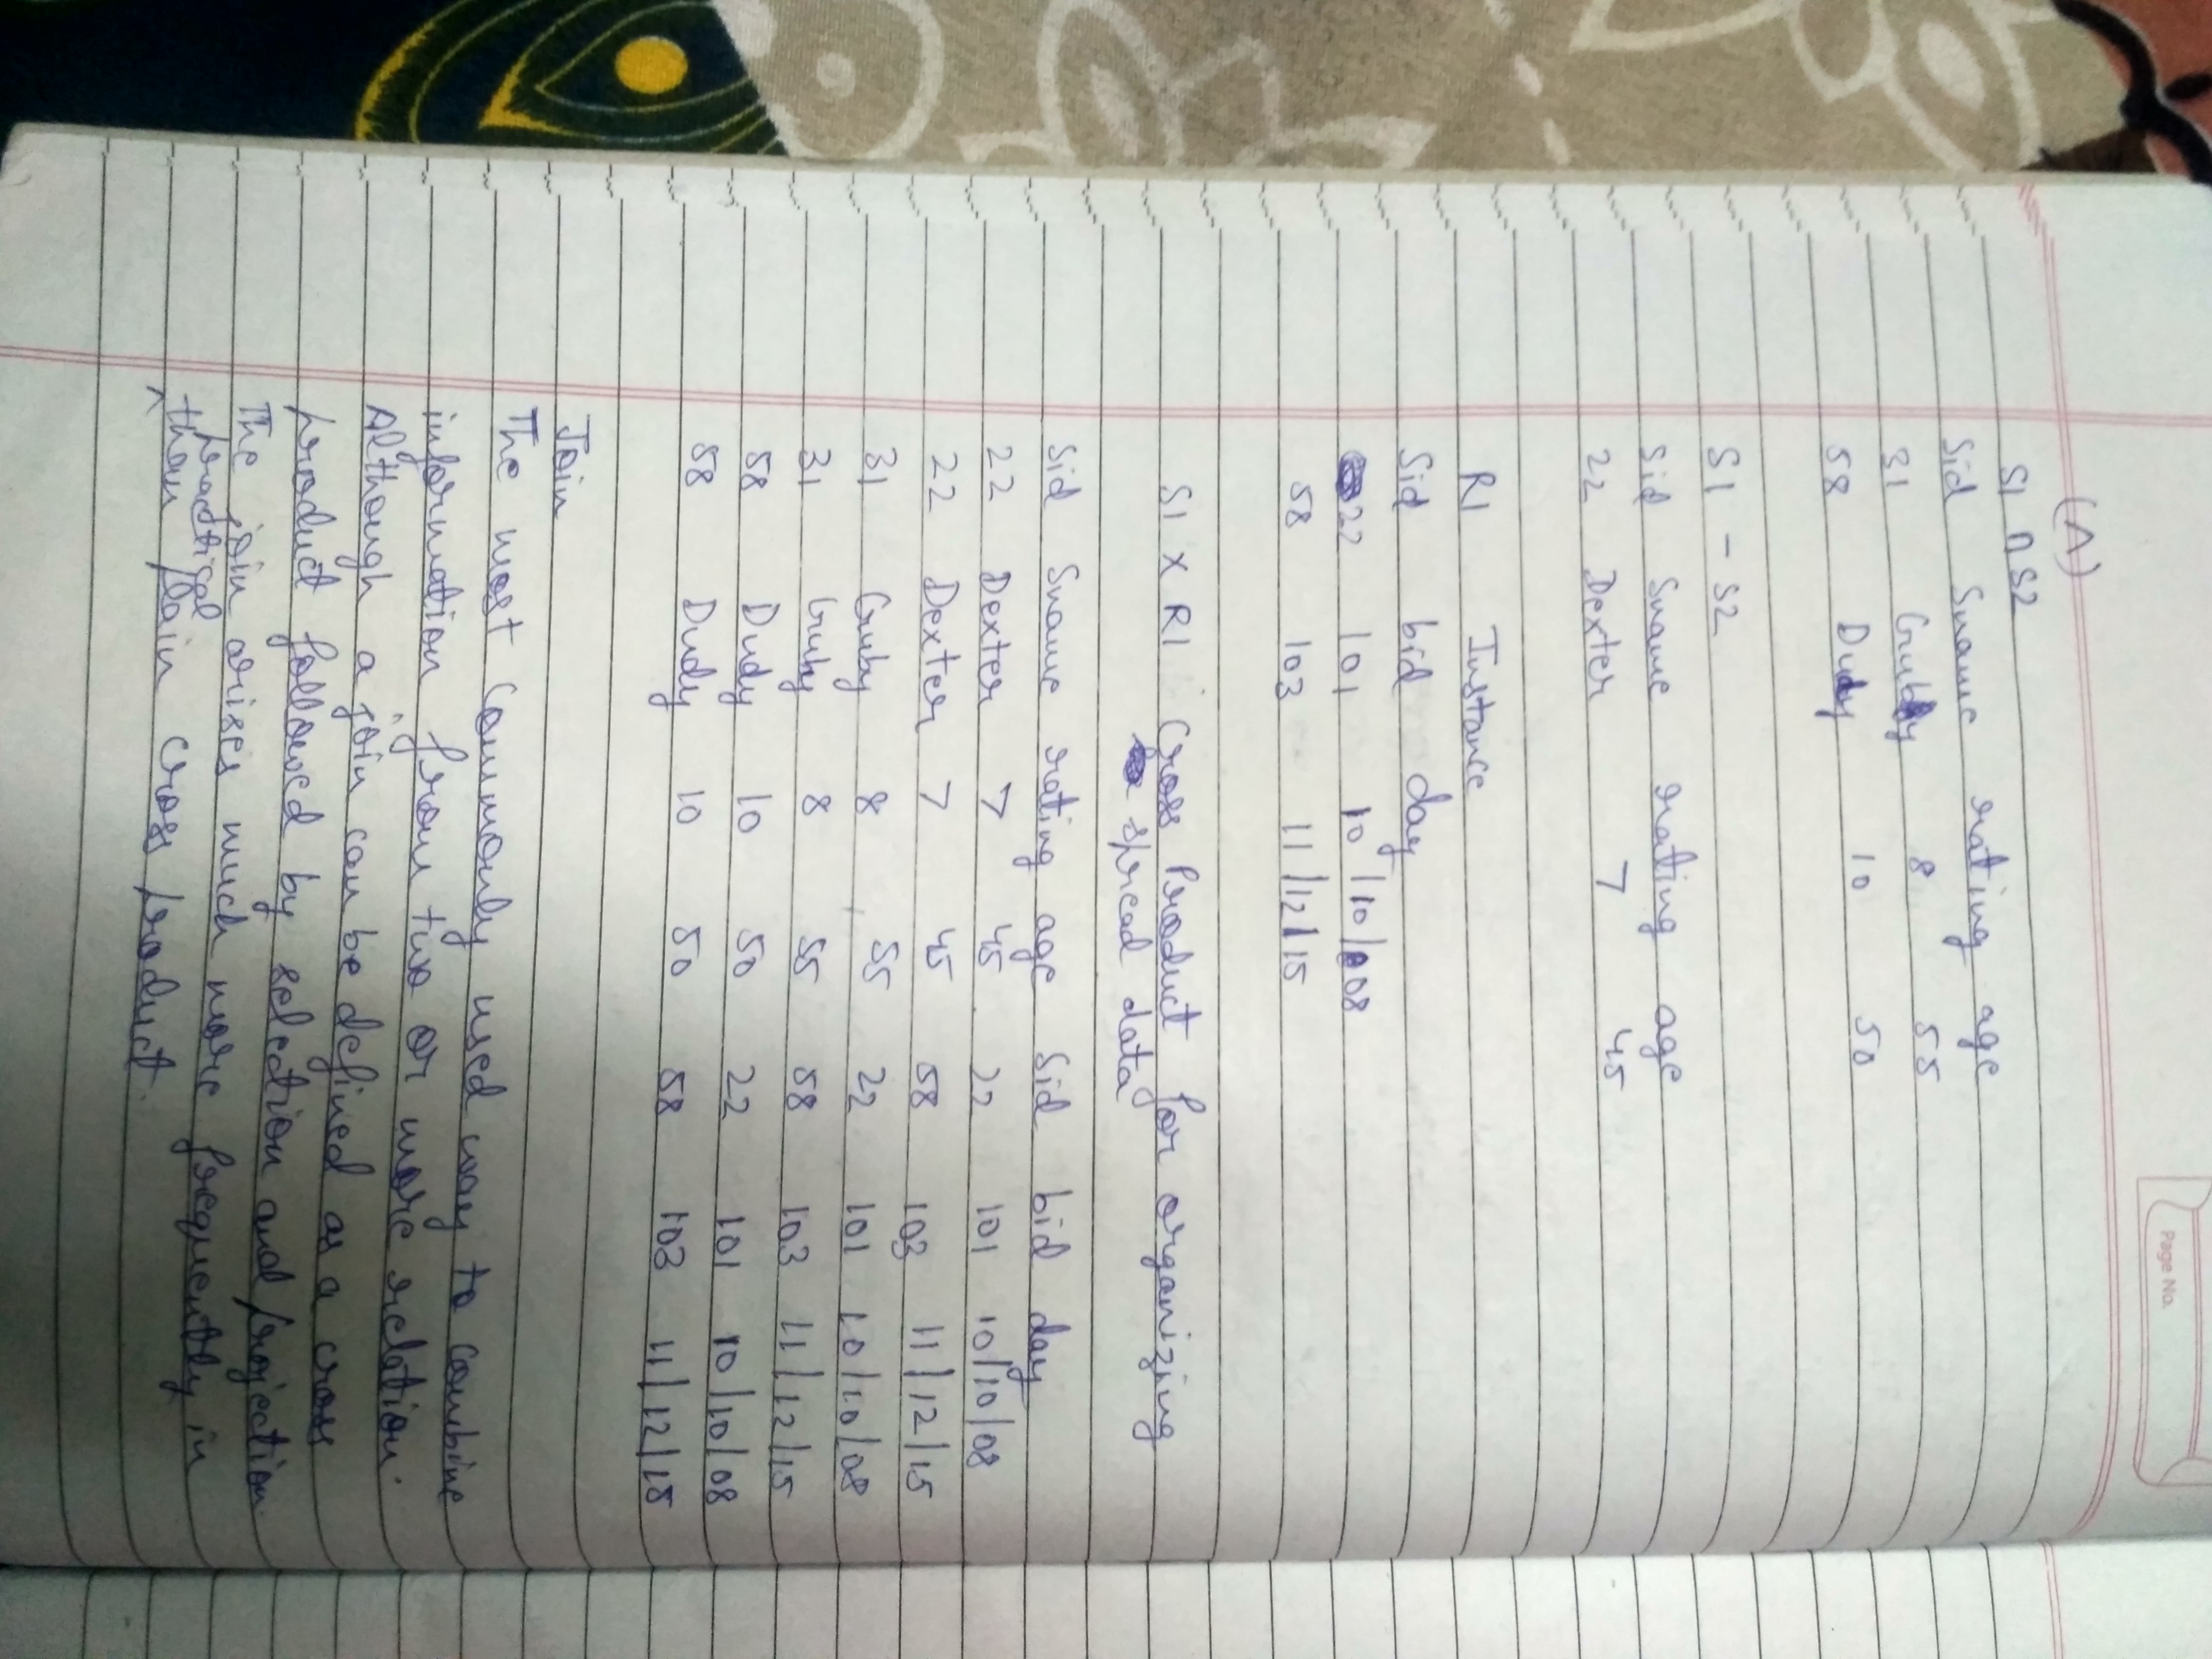 Page No.
(∩)
S1 ∩ S2
Sid Sname rating age
31 Gruby 8 55
58 Dudy 10 50
S1 - S2
Sid Sname rating age
22 Dexter 7 45
R1 Instance
Sid bid day
22 101 10/10/08
58 103 11/12/15
S1 X R1 : Cross Product for organizing
spread data
Sid Sname rating age Sid bid day
22 Dexter 7 45 22 101 10/10/08
22 Dexter 7 45 58 103 11/12/15
31 Gruby 8 55 22 101 10/10/08
31 Gruby 8 55 58 103 11/12/15
58 Dudy 10 50 22 101 10/10/08
58 Dudy 10 50 58 103 11/12/15
Join
The most commonly used way to combine
information from two or more relation.
Although a join can be defined as a cross
product followed by selection and projection.
The join arises much more frequently in
practical
than plain cross product.